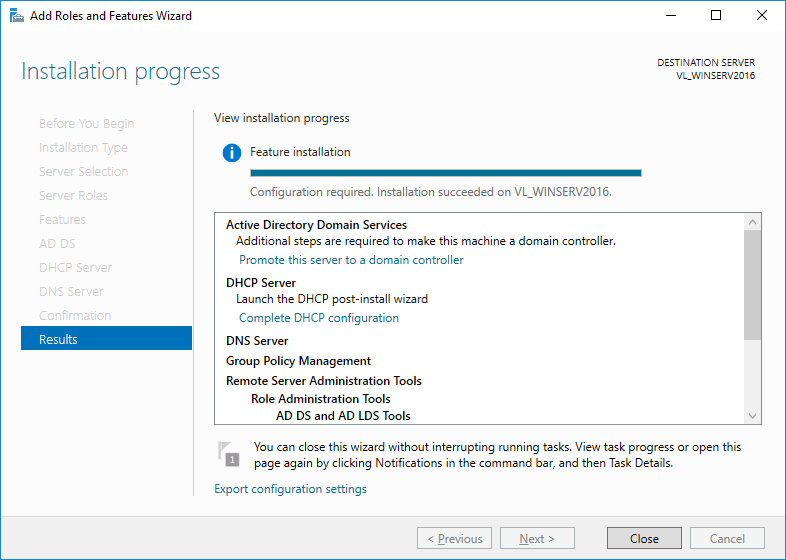 Add Roles and Features Wizard
Installation progress
DESTINATION SERVER
VL_WINSERV2016
Before You Begin
Installation Type
Server Selection
Server Roles
Features
AD DS
DHCP Server
DNS Server
Confirmation
Results
View installation progress
Feature installation
Configuration required. Installation succeeded on VL_WINSERV2016.
Active Directory Domain Services
Additional steps are required to make this machine a domain controller.
Promote this server to a domain controller
DHCP Server
Launch the DHCP post-install wizard
Complete DHCP configuration
DNS Server
Group Policy Management
Remote Server Administration Tools
Role Administration Tools
AD DS and AD LDS Tools
1
You can close this wizard without interrupting running tasks. View task progress or open this
page again by clicking Notifications in the command bar, and then Task Details.
Export configuration settings
< Previous
Next >
Close
Cancel